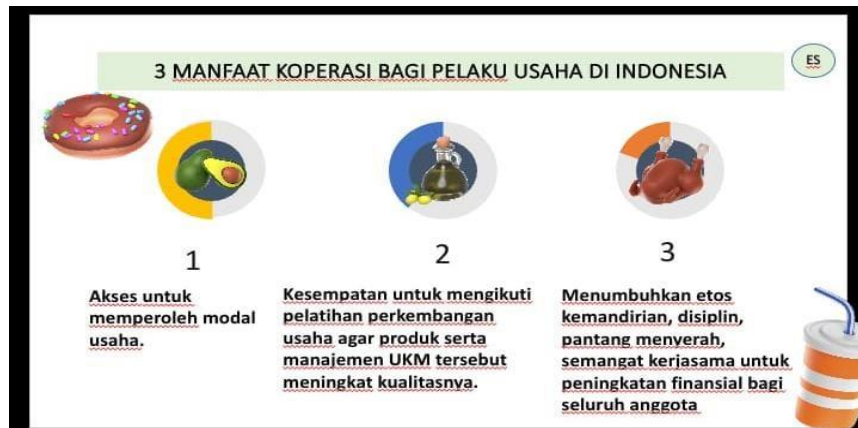 3 MANFAAT KOPERASI BAGI PELAKU USAHA DI INDONESIA
ES
1
Akses untuk
memperoleh modal
usaha.
2
Kesempatan untuk mengikuti
pelatihan perkembangan
usaha agar produk serta
manajemen UKM tersebut
meningkat kualitasnya.
3
Menumbuhkan etos
kemandirian, disiplin,
pantang menyerah,
semangat kerjasama untuk
peningkatan finansial bagi
seluruh anggota